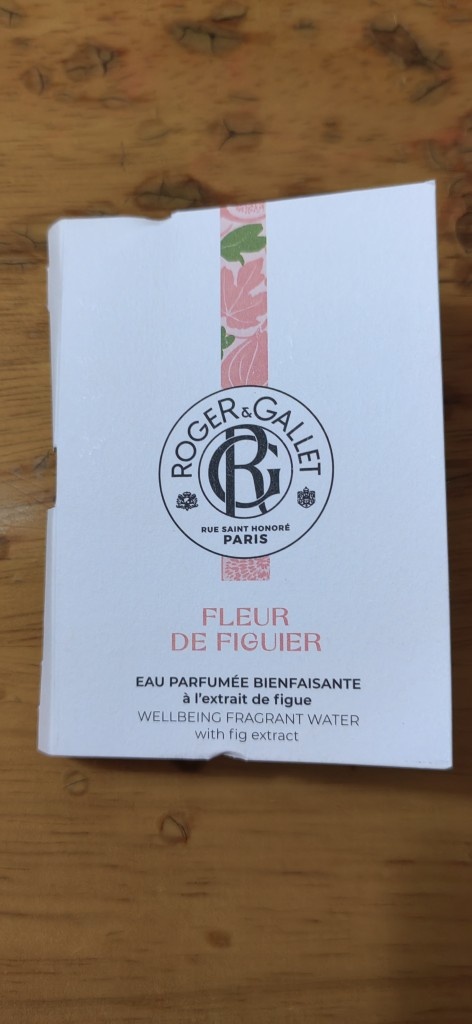 ROGER & GALLET
RG
RUE SAINT HONORÉ
PARIS
FLEUR
DE FIGUIER
EAU PARFUMÉE BIENFAISANTE
à l'extrait de figue
WELLBEING FRAGRANT WATER
with fig extract